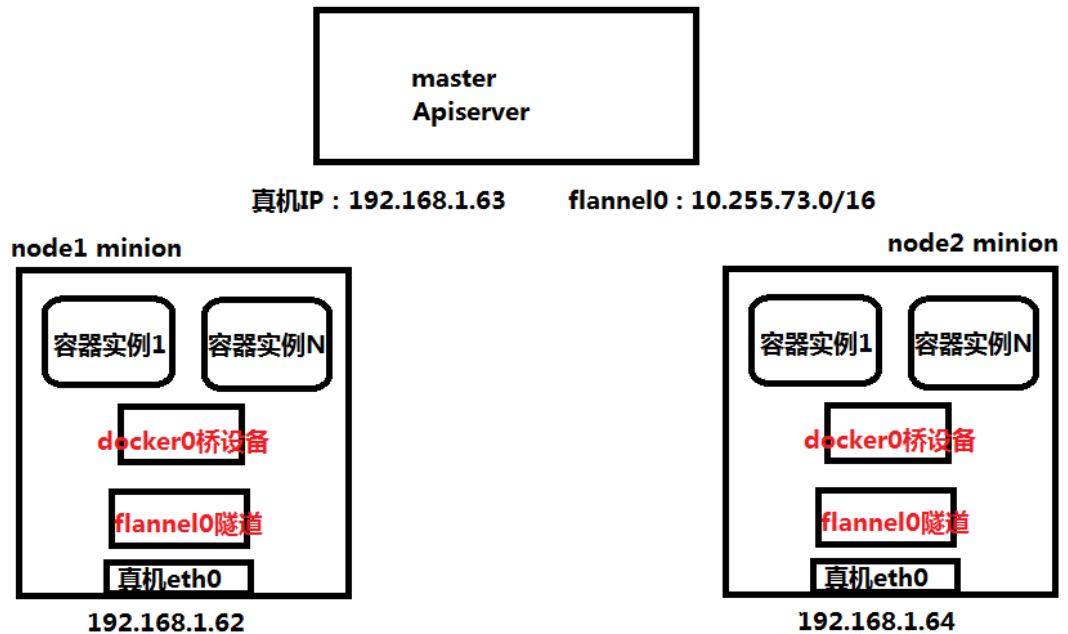 master
Apiserver
真机IP：192.168.1.63 flannel0：10.255.73.0/16
node1 minion
node2 minion
容器实例1 容器实例N
容器实例1 容器实例N
docker0桥设备
docker0桥设备
flannel0隧道
flannel0隧道
真机eth0
真机eth0
192.168.1.62
192.168.1.64